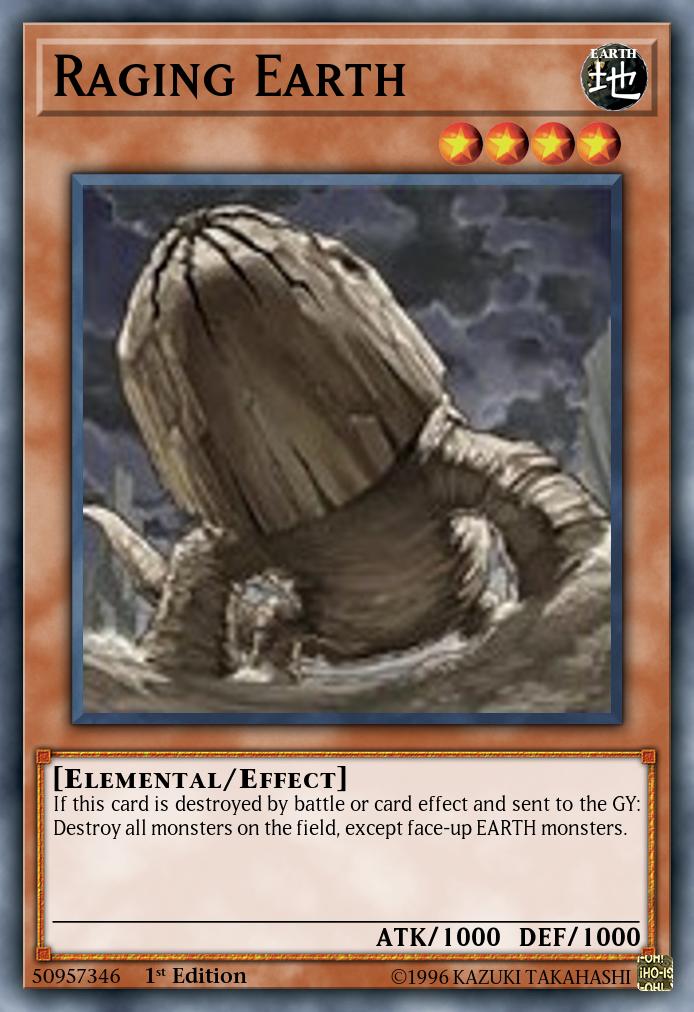 Raging Earth
EARTH
地
[Elemental/Effect]
If this card is destroyed by battle or card effect and sent to the GY:
Destroy all monsters on the field, except face-up EARTH monsters.
ATK/1000 DEF/1000
50957346 1st Edition ©1996 KAZUKI TAKAHASHI